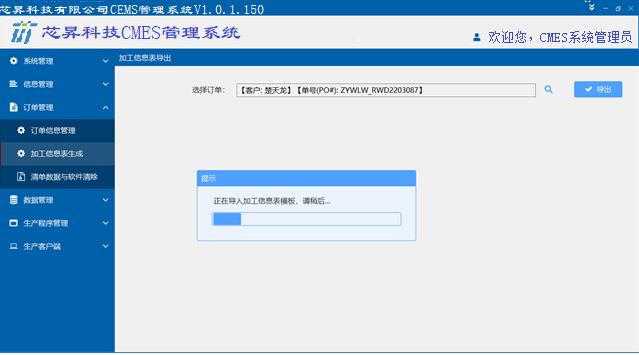 芯昇科技有限公司CEMS管理系统V1.0.1.150
芯昇科技CMES管理系统
欢迎您，CMES系统管理员
系统管理
信息管理
订单管理
订单信息管理
加工信息表生成
清单数据与软件清除
数据管理
生产程序管理
生产客户端
加工信息表导出
选择订单：
【客户: 楚天龙】【单号(PO#): ZYWLW_RWD2203087】
导出
提示
正在导入加工信息表模板，请稍后...